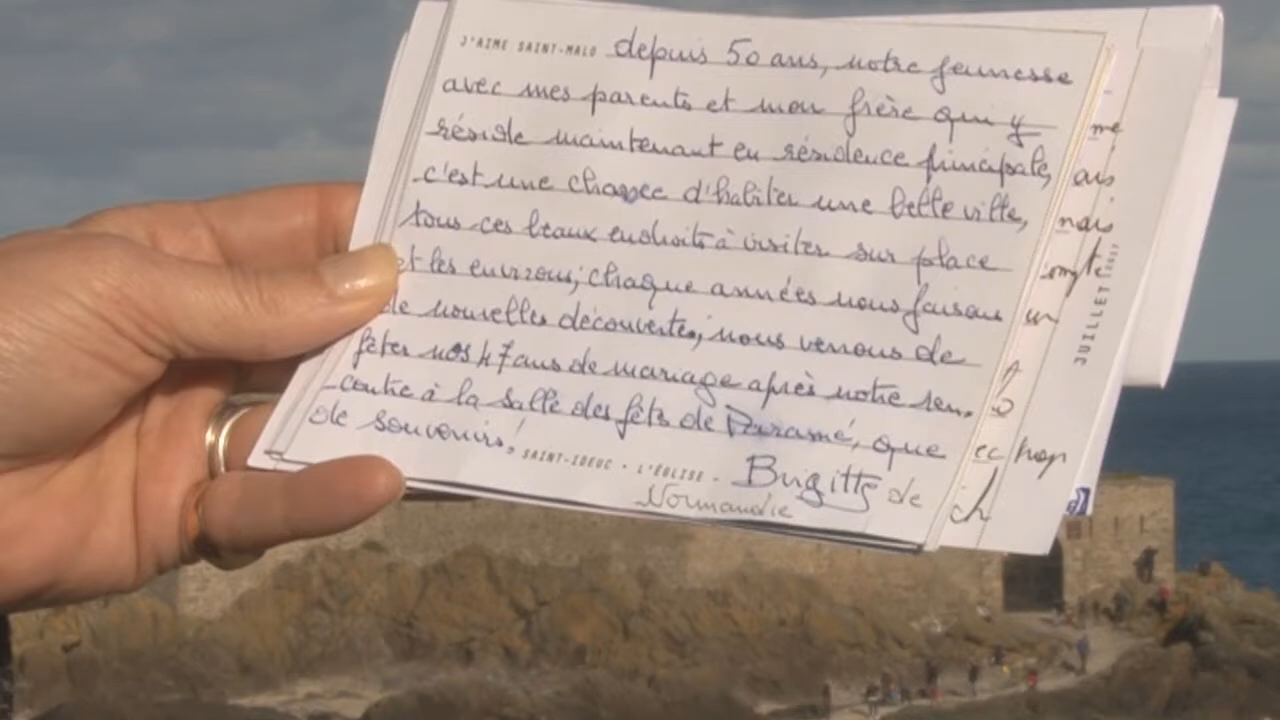 J'AIME SAINT-MALO depuis 50 ans, notre jeunesse
avec mes parents et mon frère qui y
réside maintenant en résidence principale,
c'est une chance d'habiter une belle ville,
tous ces beaux endroits à visiter sur place
et les environs; chaque années nous faisons
de nouvelles découvertes, nous venons de
fêter nos 47 ans de mariage après notre ren-
-contre à la salle des fêts de Paramé, que
de souvenirs!
SAINT-IDEUC · L'ÉGLISE - Brigitte de
Normandie
JUILLET 2017